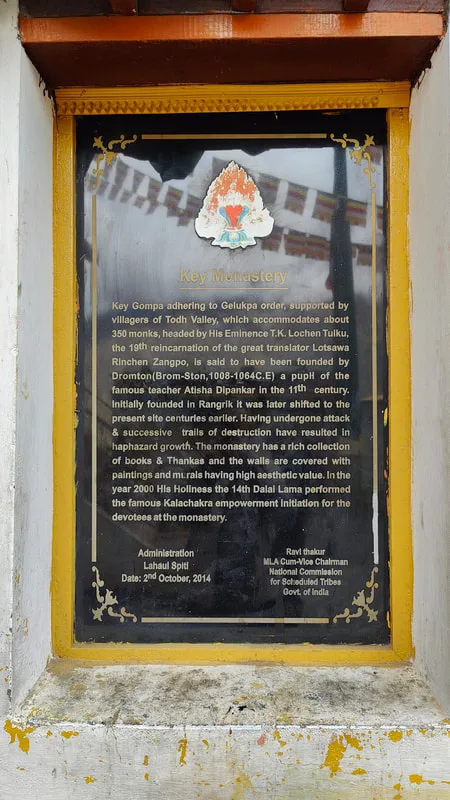 Key Monastery
Key Gompa adhering to Gelukpa order, supported by
villagers of Todh Valley, which accommodates about
350 monks, headed by His Eminence T.K. Lochen Tulku,
the 19th reincarnation of the great translator Lotsawa
Rinchen Zangpo, is said to have been founded by
Dromton(Brom-Ston,1008-1064C.E) a pupil of the
famous teacher Atisha Dipankar in the 11th century.
Initially founded in Rangrik it was later shifted to the
present site centuries earlier. Having undergone attack
& successive trails of destruction have resulted in
haphazard growth. The monastery has a rich collection
of books & Thankas and the walls are covered with
paintings and murals having high aesthetic value. In the
year 2000 His Holiness the 14th Dalai Lama performed
the famous Kalachakra empowerment initiation for the
devotees at the monastery.
Administration
Lahaul Spiti
Date: 2nd October, 2014
Ravi thakur
MLA Cum-Vice Chairman
National Commission
for Scheduled Tribes
Govt. of India